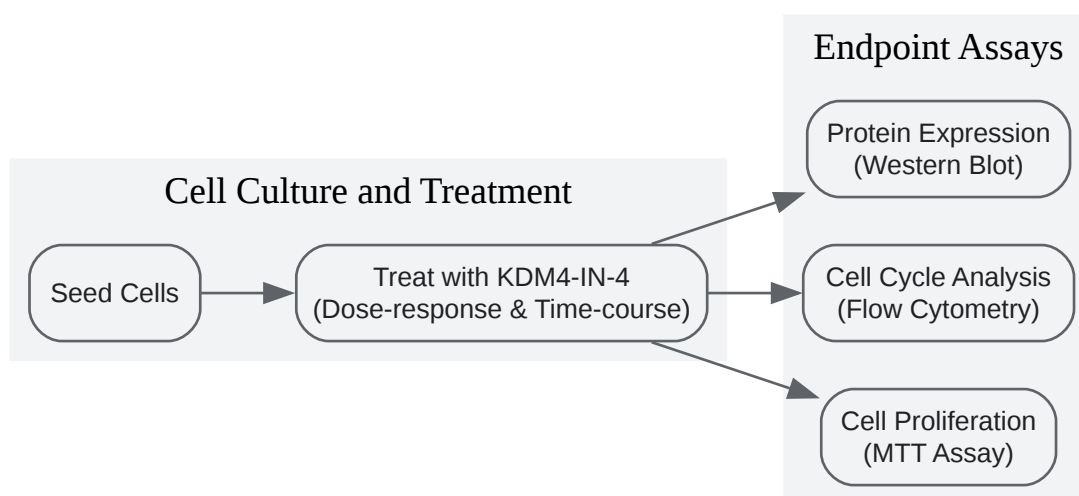 Cell Culture and Treatment
Seed Cells
Treat with KDM4-IN-4
(Dose-response & Time-course)
Endpoint Assays
Protein Expression
(Western Blot)
Cell Cycle Analysis
(Flow Cytometry)
Cell Proliferation
(MTT Assay)